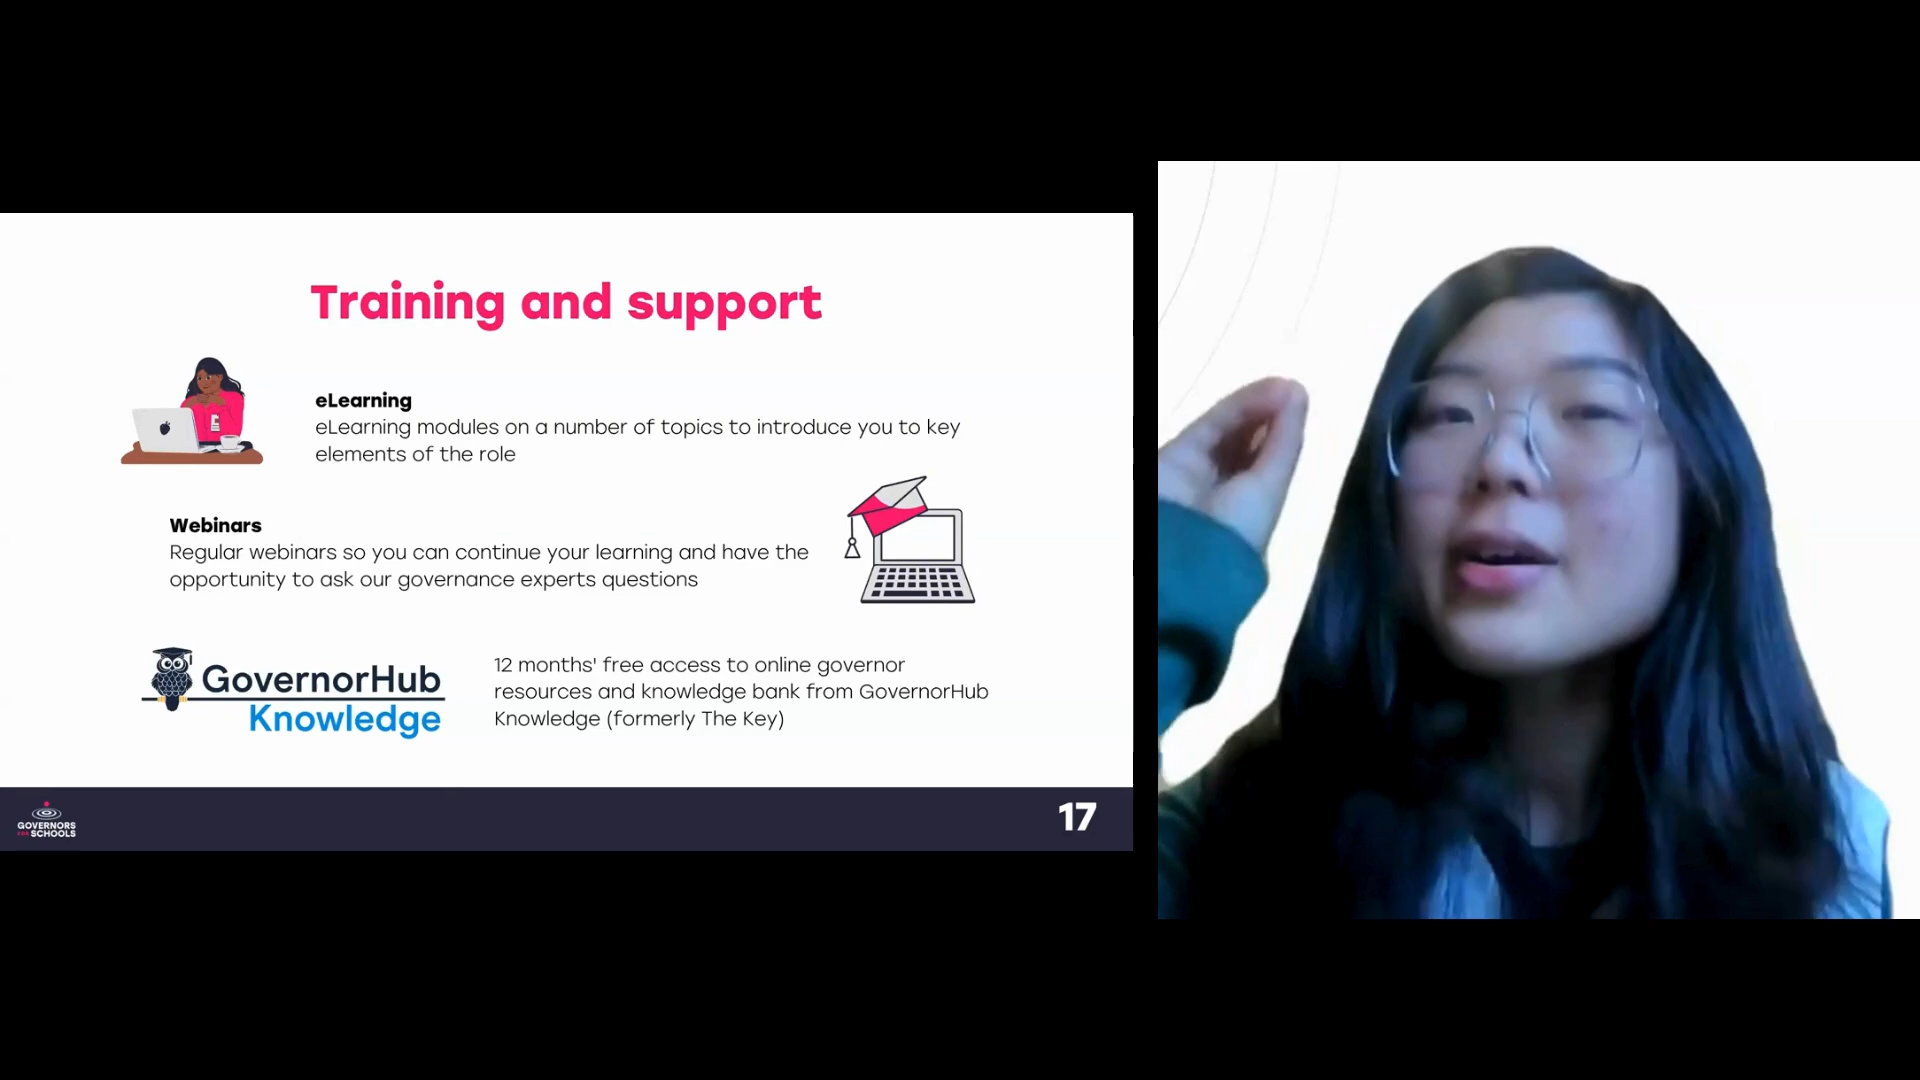 Training and support
eLearning
eLearning modules on a number of topics to introduce you to key
elements of the role
Webinars
Regular webinars so you can continue your learning and have the
opportunity to ask our governance experts questions
GovernorHub
Knowledge
12 months' free access to online governor
resources and knowledge bank from GovernorHub
Knowledge (formerly The Key)
GOVERNORS
FOR SCHOOLS
17